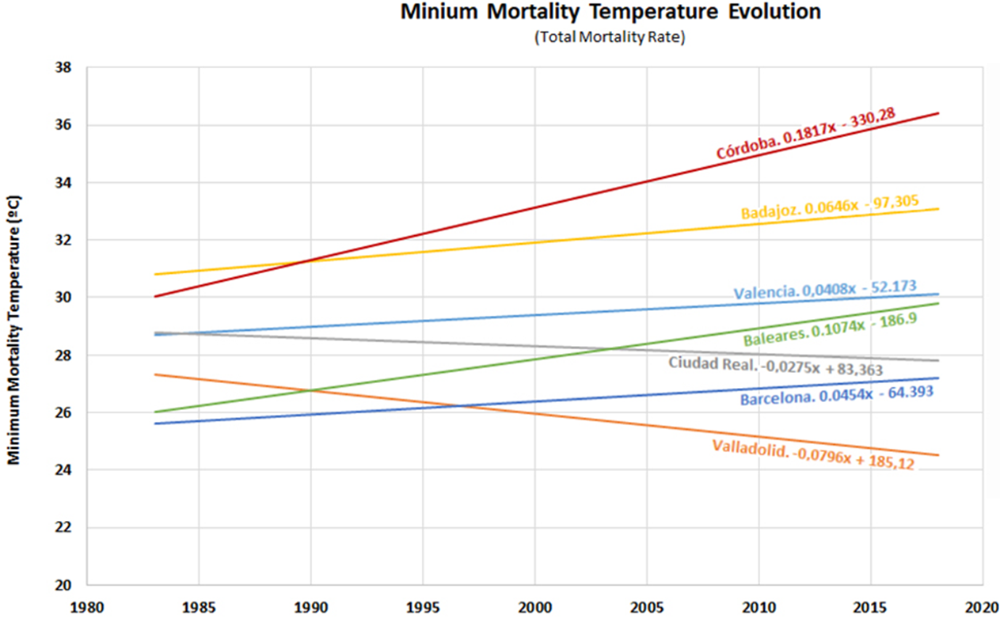 Minium Mortality Temperature Evolution
(Total Mortality Rate)
Minimum Mortality Temperature (ºC)
38
36
34
32
30
28
26
24
22
20
Córdoba. 0.1817x - 330,28
Badajoz. 0.0646x - 97,305
Valencia. 0,0408x - 52.173
Baleares. 0.1074x - 186.9
Ciudad Real. -0,0275x + 83,363
Barcelona. 0.0454x - 64.393
Valladolid. -0,0796x + 185,12
1980 1985 1990 1995 2000 2005 2010 2015 2020